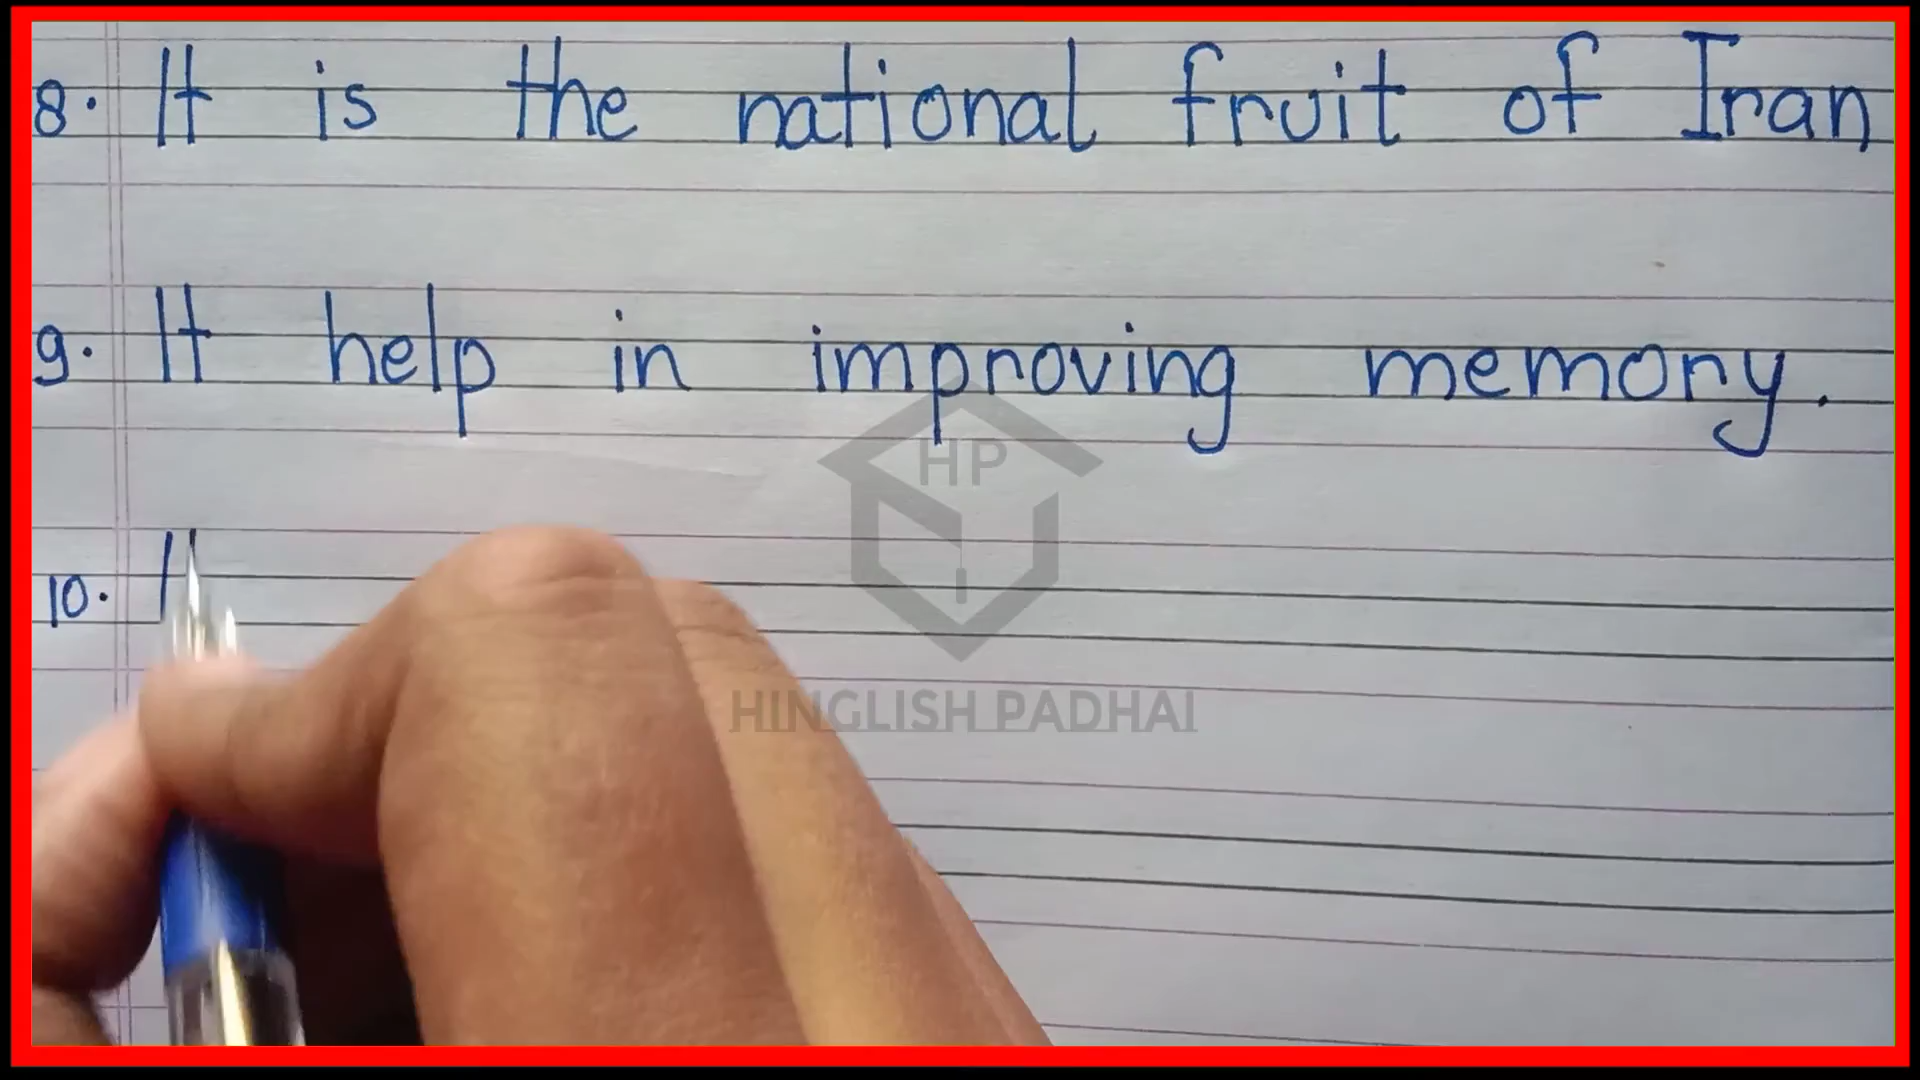 8. It is the national fruit of Iran
9. It help in improving memory.
HP
HINGLISH PADHAI
10.